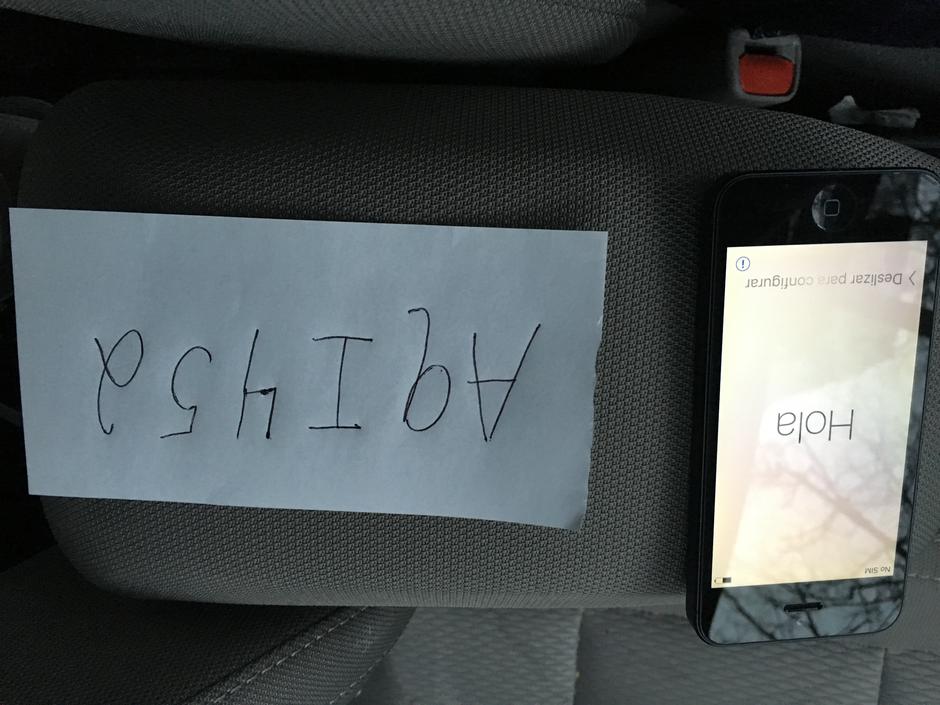 AqI452
No SIM
Hola
> Deslizar para configurar